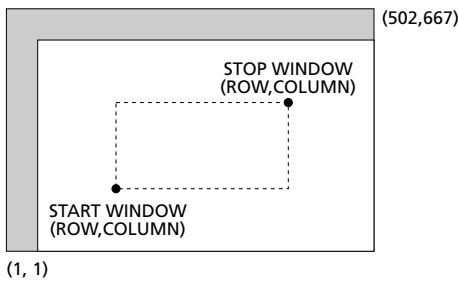 (502,667)
STOP WINDOW
(ROW,COLUMN)
START WINDOW
(ROW,COLUMN)
(1, 1)